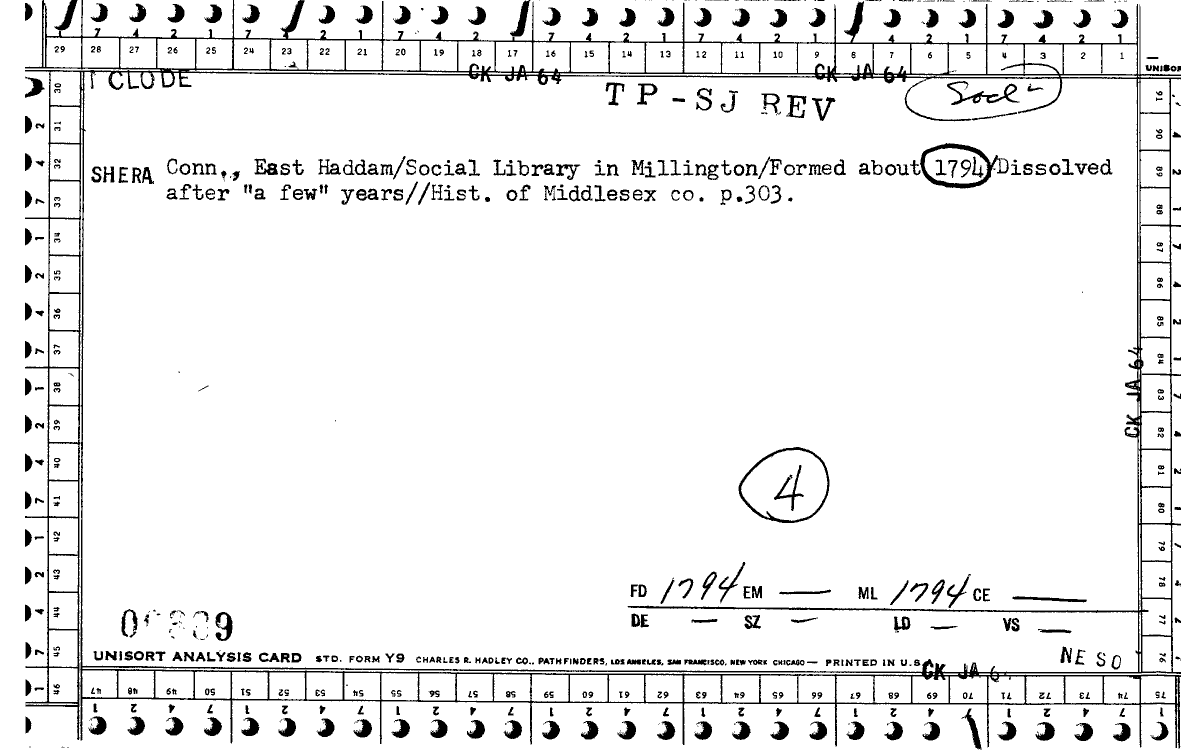 7 4 2 1 7 4 2 1 7 4 2 1 7 4 2 1 7 4 2 1 7 4 2 1
29 28 27 26 25 24 23 22 21 20 19 18 17 16 15 14 13 12 11 10 9 8 7 6 5 4 3 2 1
CK JA 64 CK JA 64 UNISOR
CLODE
TP-SJ REV
SHERA Conn., East Haddam/Social Library in Millington/Formed about 1794/Dissolved
after "a few" years//Hist. of Middlesex co. p.303.
30 31 32 33 34 35 36 37 38 39 40 41 42 43 44 45 46
91 90 89 88 87 86 85 84 83 82 81 80 79 78 77 76
CK JA 64
4
FD 1794 EM — ML 1794 CE —
DE — SZ — LD — VS —
9
UNISORT ANALYSIS CARD STD. FORM Y9 CHARLES R. HADLEY CO., PATHFINDERS, LOS ANGELES, SAN FRANCISCO, NEW YORK CHICAGO — PRINTED IN U.S.
NE SO
CK JA 6
47 48 49 50 51 52 53 54 55 56 57 58 59 60 61 62 63 64 65 66 67 68 69 70 71 72 73 74 75